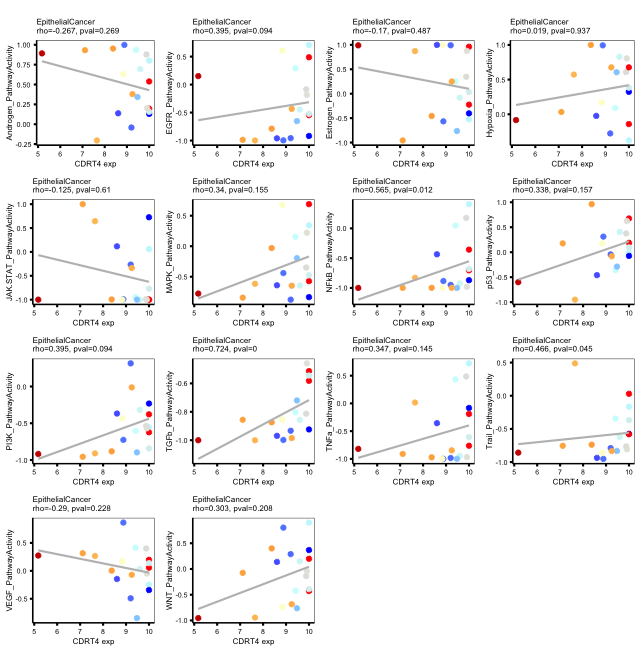 EpithelialCancer
rho=-0.267, pval=0.269
Androgen_PathwayActivity
1.00
0.75
0.50
0.25
0.00
-0.25
5 6 7 8 9 10
CDRT4 exp
EpithelialCancer
rho=0.395, pval=0.094
EGFR_PathwayActivity
0.5
0.0
-0.5
-1.0
5 6 7 8 9 10
CDRT4 exp
EpithelialCancer
rho=-0.17, pval=0.487
Estrogen_PathwayActivity
1.0
0.5
0.0
-0.5
-1.0
5 6 7 8 9 10
CDRT4 exp
EpithelialCancer
rho=0.019, pval=0.937
Hypoxia_PathwayActivity
1.0
0.5
0.0
5 6 7 8 9 10
CDRT4 exp
EpithelialCancer
rho=-0.125, pval=0.61
JAK.STAT_PathwayActivity
1.0
0.5
0.0
-0.5
-1.0
5 6 7 8 9 10
CDRT4 exp
EpithelialCancer
rho=0.34, pval=0.155
MAPK_PathwayActivity
0.5
0.0
-0.5
5 6 7 8 9 10
CDRT4 exp
EpithelialCancer
rho=0.565, pval=0.012
NFkB_PathwayActivity
0.0
-0.5
-1.0
5 6 7 8 9 10
CDRT4 exp
EpithelialCancer
rho=0.338, pval=0.157
p53_PathwayActivity
1.0
0.5
0.0
-0.5
-1.0
5 6 7 8 9 10
CDRT4 exp
EpithelialCancer
rho=0.395, pval=0.094
PI3K_PathwayActivity
0.0
-0.5
-1.0
5 6 7 8 9 10
CDRT4 exp
EpithelialCancer
rho=0.724, pval=0
TGFb_PathwayActivity
-0.6
-0.8
-1.0
5 6 7 8 9 10
CDRT4 exp
EpithelialCancer
rho=0.347, pval=0.145
TNFa_PathwayActivity
0.5
0.0
-0.5
-1.0
5 6 7 8 9 10
CDRT4 exp
EpithelialCancer
rho=0.466, pval=0.045
Trail_PathwayActivity
0.5
0.0
-0.5
-1.0
5 6 7 8 9 10
CDRT4 exp
EpithelialCancer
rho=-0.29, pval=0.228
VEGF_PathwayActivity
0.5
0.0
-0.5
5 6 7 8 9 10
CDRT4 exp
EpithelialCancer
rho=0.303, pval=0.208
WNT_PathwayActivity
0.5
0.0
-0.5
5 6 7 8 9 10
CDRT4 exp